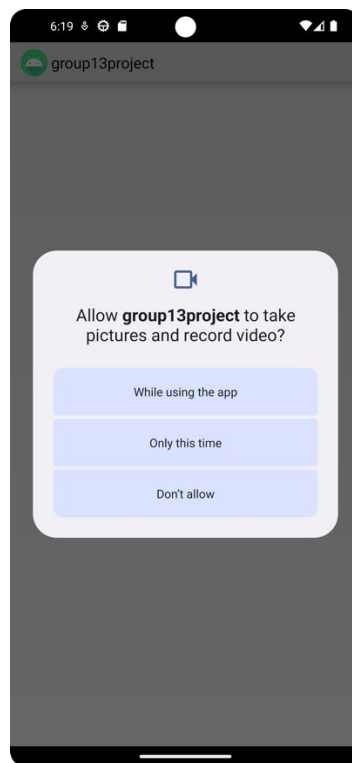 6:19
group13project
Allow group13project to take
pictures and record video?
While using the app
Only this time
Don't allow